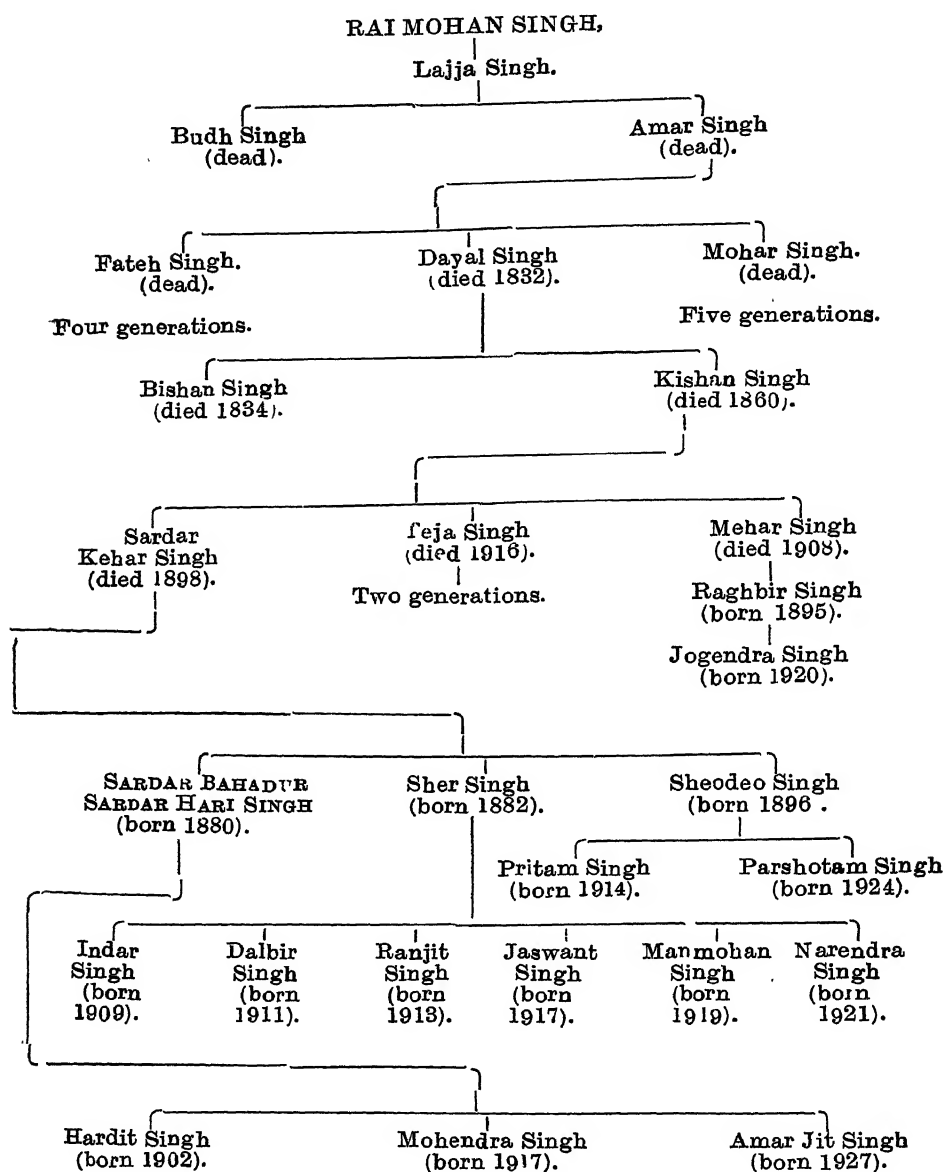 RAI MOHAN SINGH,
Lajja Singh.
Budh Singh
(dead).
Amar Singh
(dead).
Fateh Singh.
(dead).
Four generations.
Dayal Singh
(died 1832).
Mohar Singh.
(dead).
Five generations.
Bishan Singh
(died 1834).
Kishan Singh
(died 1860).
Sardar
Kehar Singh
(died 1898).
Teja Singh
(died 1916).
Two generations.
Mehar Singh
(died 1908).
Raghbir Singh
(born 1895).
Jogendra Singh
(born 1920).
SARDAR BAHADUR
SARDAR HARI SINGH
(born 1880).
Sher Singh
(born 1882).
Sheodeo Singh
(born 1896 .
Pritam Singh
(born 1914).
Parshotam Singh
(born 1924).
Indar
Singh
(born
1909).
Dalbir
Singh
(born
1911).
Ranjit
Singh
(born
1913).
Jaswant
Singh
(born
1917).
Manmohan
Singh
(born
1919).
Narendra
Singh
(born
1921).
Hardit Singh
(born 1902).
Mohendra Singh
(born 1917).
Amar Jit Singh
(born 1927).